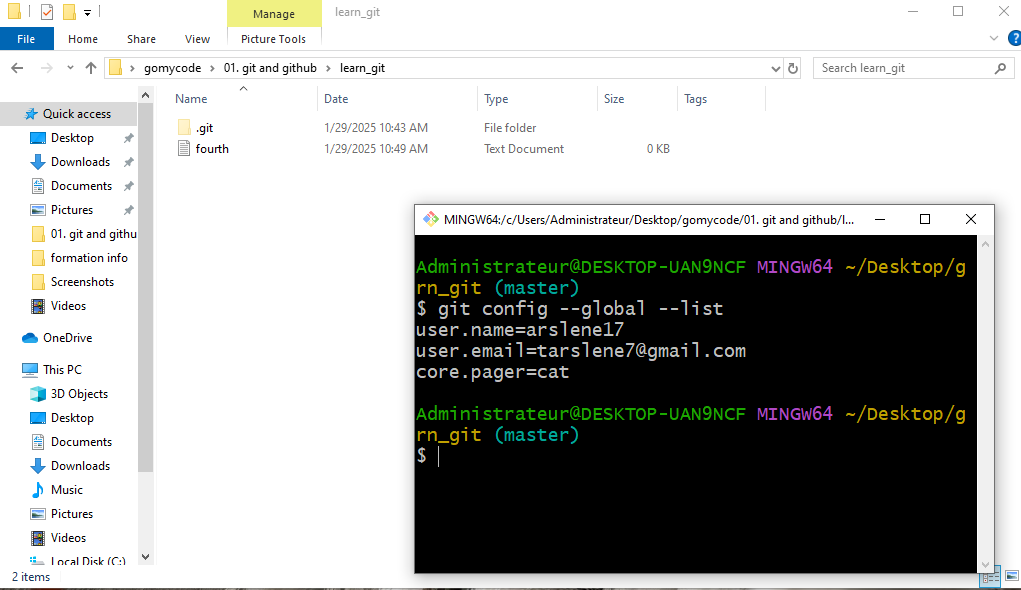 Manage
learn_git
File
Home
Share
View
Picture Tools
gomycode
01. git and github
learn_git
Search learn_git
Name
Date
Type
Size
Tags
.git
1/29/2025 10:43 AM
File folder
fourth
1/29/2025 10:49 AM
Text Document
0 KB
Quick access
Desktop
Downloads
Documents
Pictures
01. git and githu
formation info
Screenshots
Videos
OneDrive
This PC
3D Objects
Desktop
Documents
Downloads
Music
Pictures
Videos
Local Disk (C:)
2 items
MINGW64:/c/Users/Administrateur/Desktop/gomycode/01. git and github/l...
Administrateur@DESKTOP-UAN9NCF MINGW64 ~/Desktop/g
rn_git (master)
$ git config --global --list
user.name=arslene17
user.email=tarslene7@gmail.com
core.pager=cat
Administrateur@DESKTOP-UAN9NCF MINGW64 ~/Desktop/g
rn_git (master)
$